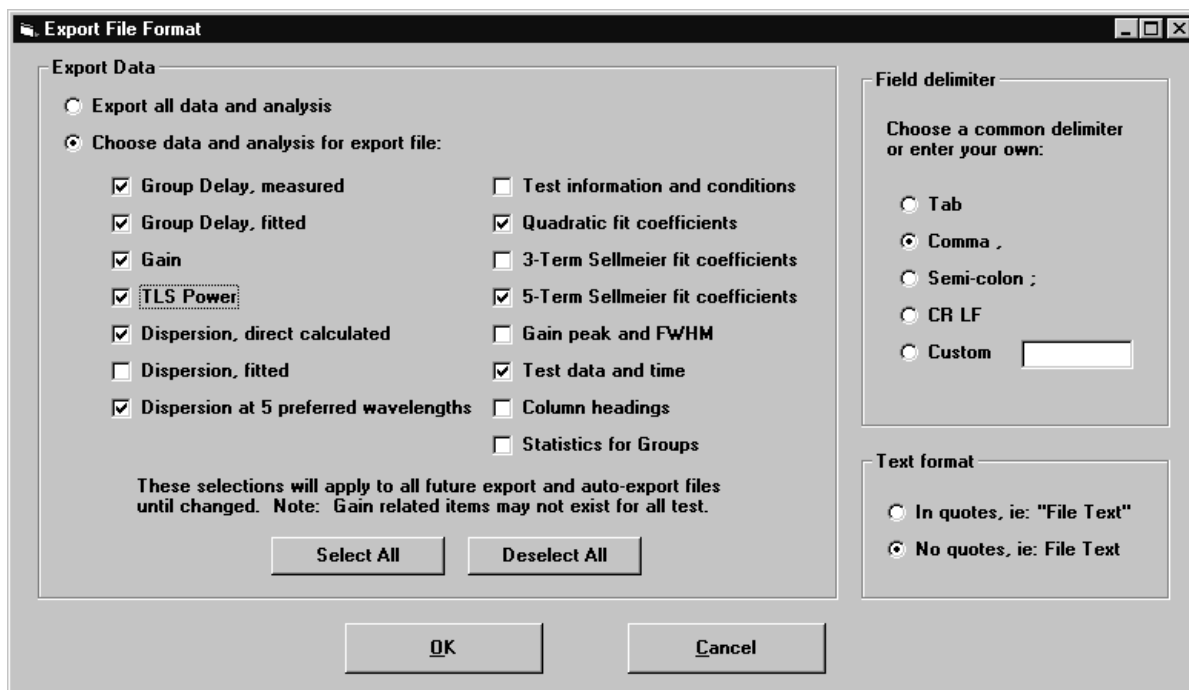 Export File Format
Export Data
Export all data and analysis
Choose data and analysis for export file:
Group Delay, measured
Group Delay, fitted
Gain
TLS Power
Dispersion, direct calculated
Dispersion, fitted
Dispersion at 5 preferred wavelengths
Test information and conditions
Quadratic fit coefficients
3-Term Sellmeier fit coefficients
5-Term Sellmeier fit coefficients
Gain peak and FWHM
Test data and time
Column headings
Statistics for Groups
These selections will apply to all future export and auto-export files
until changed.  Note:  Gain related items may not exist for all test.
Select All
Deselect All
Field delimiter
Choose a common delimiter
or enter your own:
Tab
Comma ,
Semi-colon ;
CR LF
Custom
Text format
In quotes, ie: "File Text"
No quotes, ie: File Text
OK
Cancel